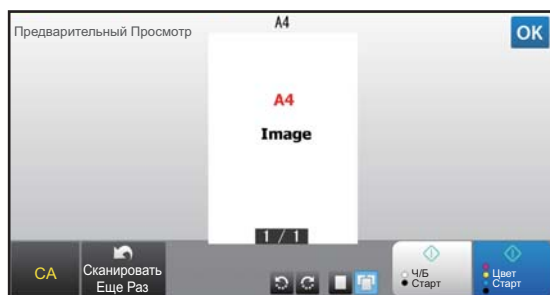 Предварительный Просмотр
A4
OK
A4
Image
1 / 1
CA
Сканировать
Еще Раз
Ч/Б
Старт
Цвет
Старт